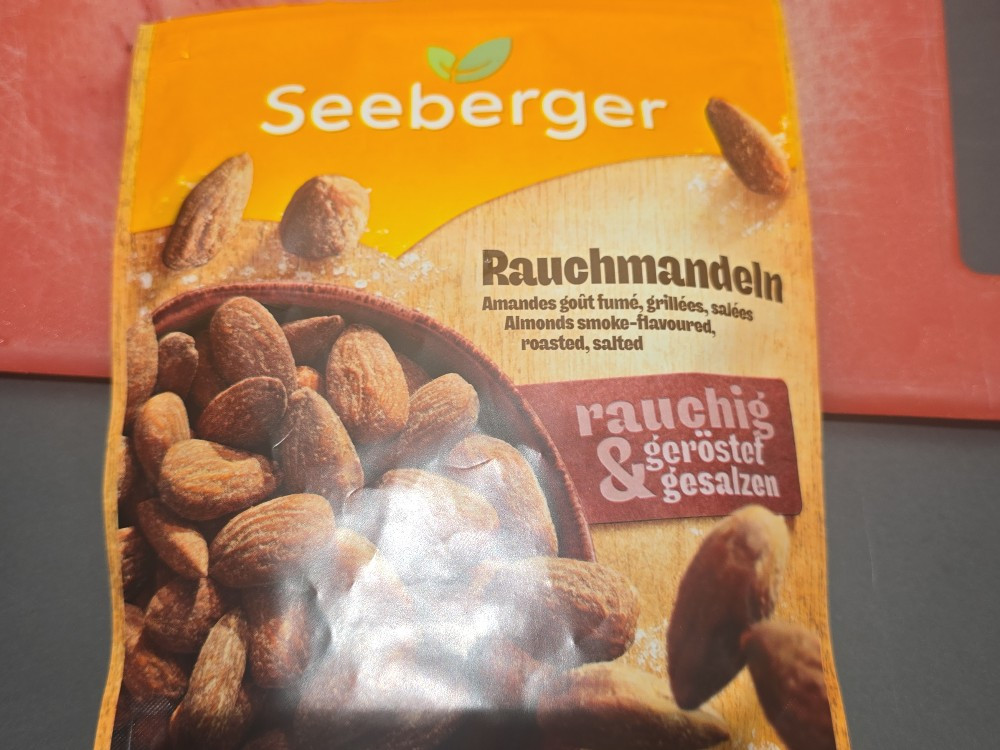 Seeberger
Rauchmandeln
Amandes goût fumé, grillées, salées
Almonds smoke-flavoured,
roasted, salted
rauchig
& geröstet
gesalzen